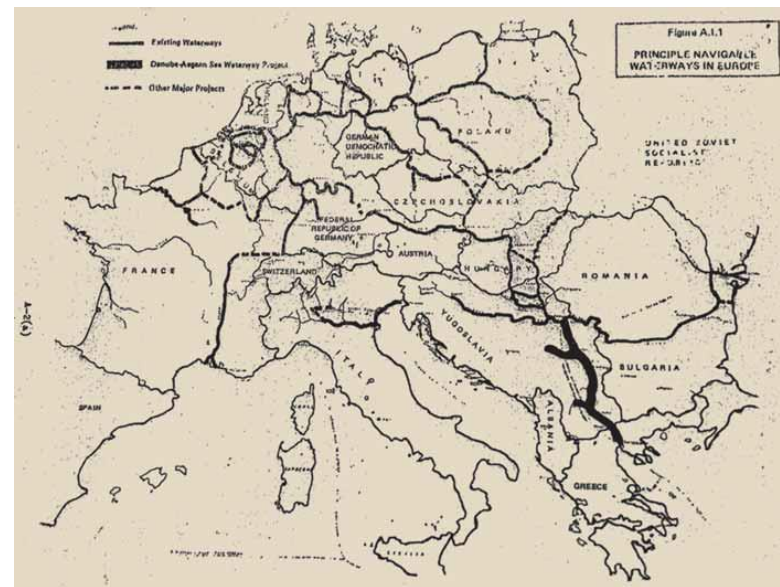 Figure A.I.1
PRINCIPLE NAVIGABLE
WATERWAYS IN EUROPE
Existing Waterways
Danube-Aegean Sea Waterway Project
Other Major Projects
POLAND
GERMAN
DEMOCRATIC
REPUBLIC
UNITED SOVIET
SOCIALIST
CZECHOSLOVAKIA
FEDERAL
REPUBLIC OF
GERMANY
AUSTRIA
HUNGARY
SWITZERLAND
FRANCE
ROMANIA
A-2(a)
YUGOSLAVIA
ITALY
BULGARIA
SPAIN
ALBANIA
GREECE